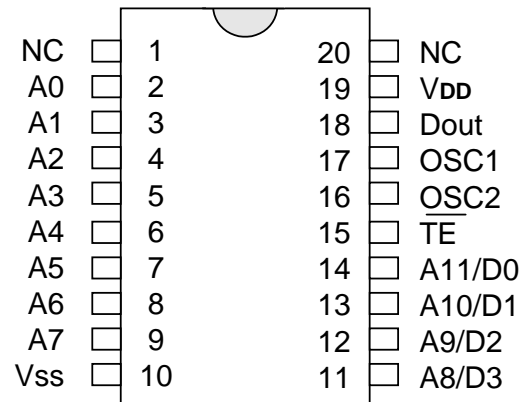 NC 1 20 NC
A0 2 19 VDD
A1 3 18 Dout
A2 4 17 OSC1
A3 5 16 OSC2
A4 6 15 T̅E̅
A5 7 14 A11/D0
A6 8 13 A10/D1
A7 9 12 A9/D2
Vss 10 11 A8/D3